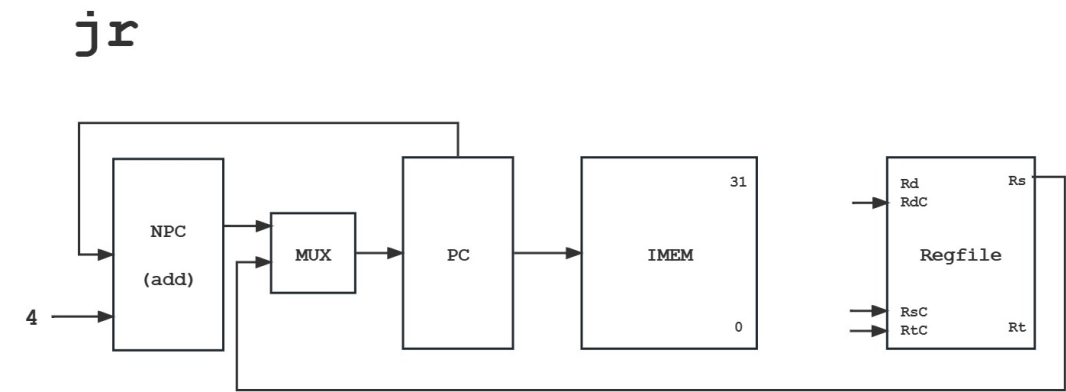 jr
NPC
(add)
4
MUX
PC
31
IMEM
0
Rd
RdC
Rs
Regfile
RsC
RtC
Rt